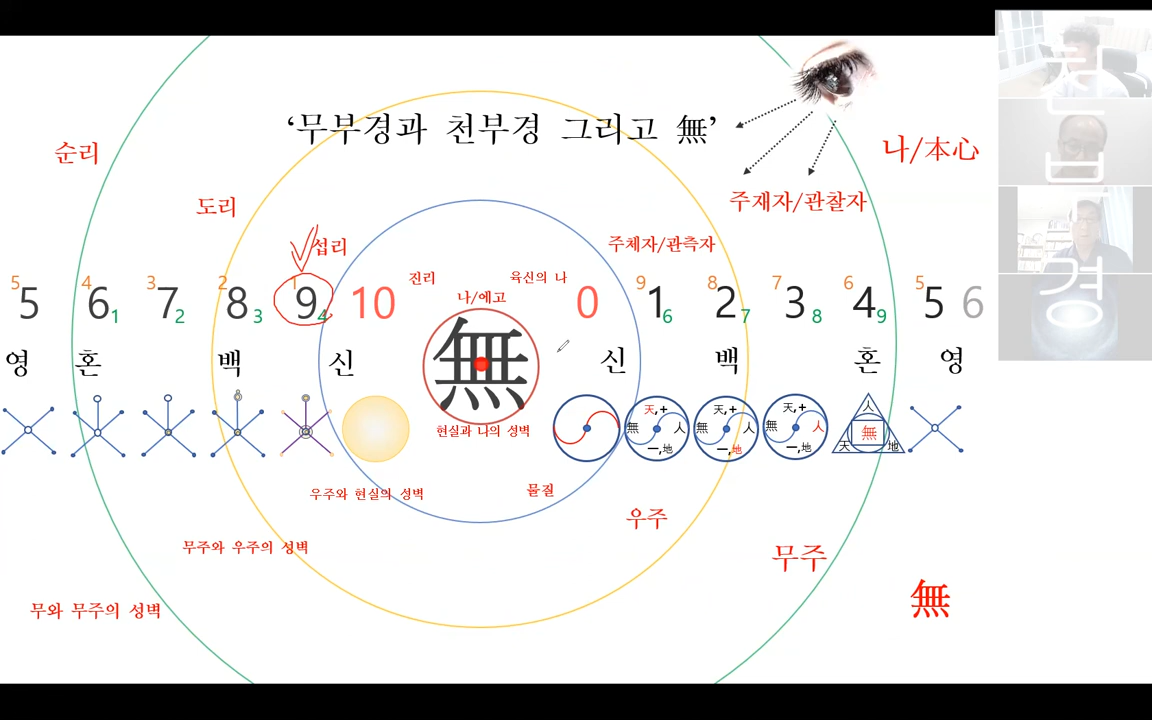 '무부경과 천부경 그리고 無'
순리
나/本心
도리
주재자/관찰자
섭리
주체자/관측자
진리
육신의 나
나/에고
5 4 3 2 1 9 8 7 6 5
5 6 7 8 9 10 0 1 2 3 4 5 6
1 2 3 4 6 7 8 9
無
영 혼 백 신 신 백 혼 영
天,+ 天,+ 天,+ 人
無 人 無 人 無 人 無
一,地 一,地 一,地 天 地
현실과 나의 성벽
우주와 현실의 성벽
물질
우주
무주와 우주의 성벽
무주
무와 무주의 성벽
無
천
부
경